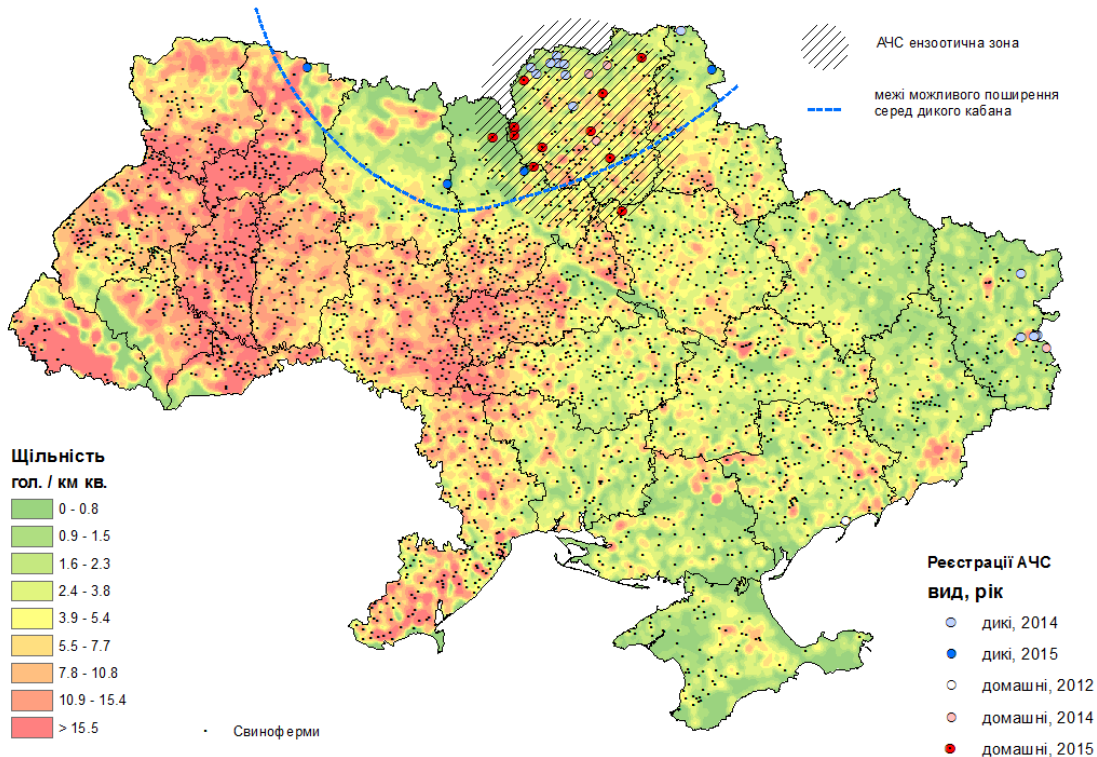 АЧС ензоотична зона
межі можливого поширення
серед дикого кабана
Щільність
гол. / км кв.
0 - 0.8
0.9 - 1.5
1.6 - 2.3
2.4 - 3.8
3.9 - 5.4
5.5 - 7.7
7.8 - 10.8
10.9 - 15.4
> 15.5
Свиноферми
Реєстрації АЧС
вид, рік
дикі, 2014
дикі, 2015
домашні, 2012
домашні, 2014
домашні, 2015